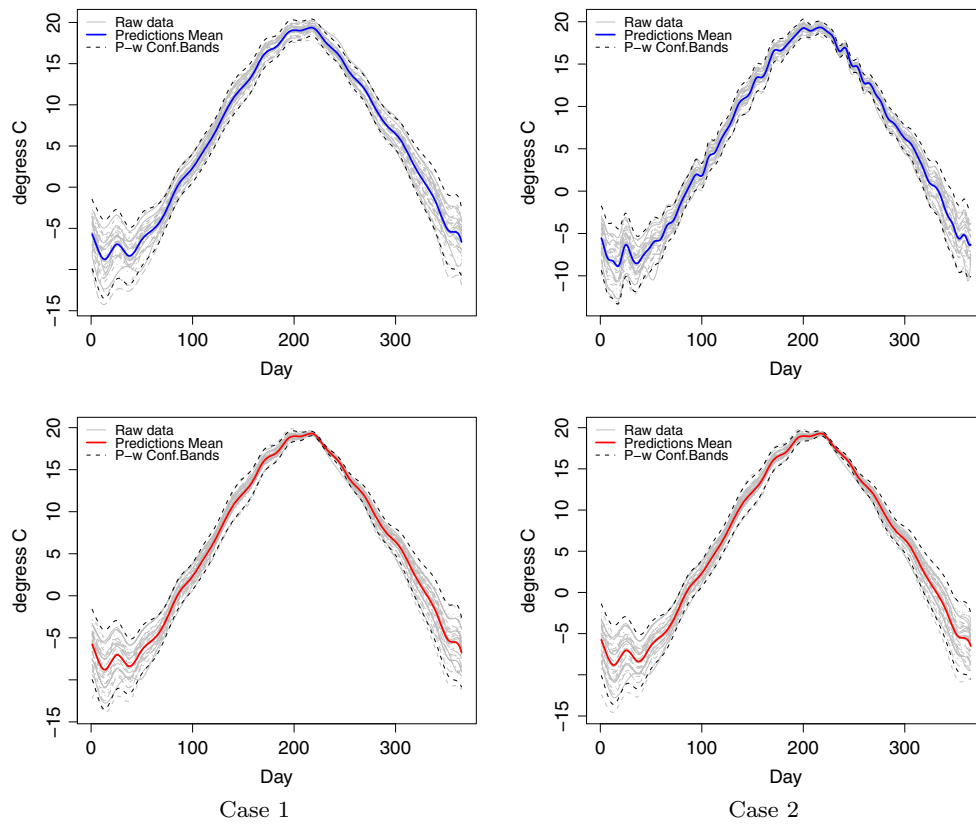 Raw data
Predictions Mean
P-w Conf.Bands
degress C
20
15
10
5
0
-5
-15
0 100 200 300
Day
Raw data
Predictions Mean
P-w Conf.Bands
degress C
20
15
10
5
0
-5
-10
0 100 200 300
Day
Raw data
Predictions Mean
P-w Conf.Bands
degress C
20
15
10
5
0
-5
-15
0 100 200 300
Day
Case 1
Raw data
Predictions Mean
P-w Conf.Bands
degress C
20
15
10
5
0
-5
-15
0 100 200 300
Day
Case 2